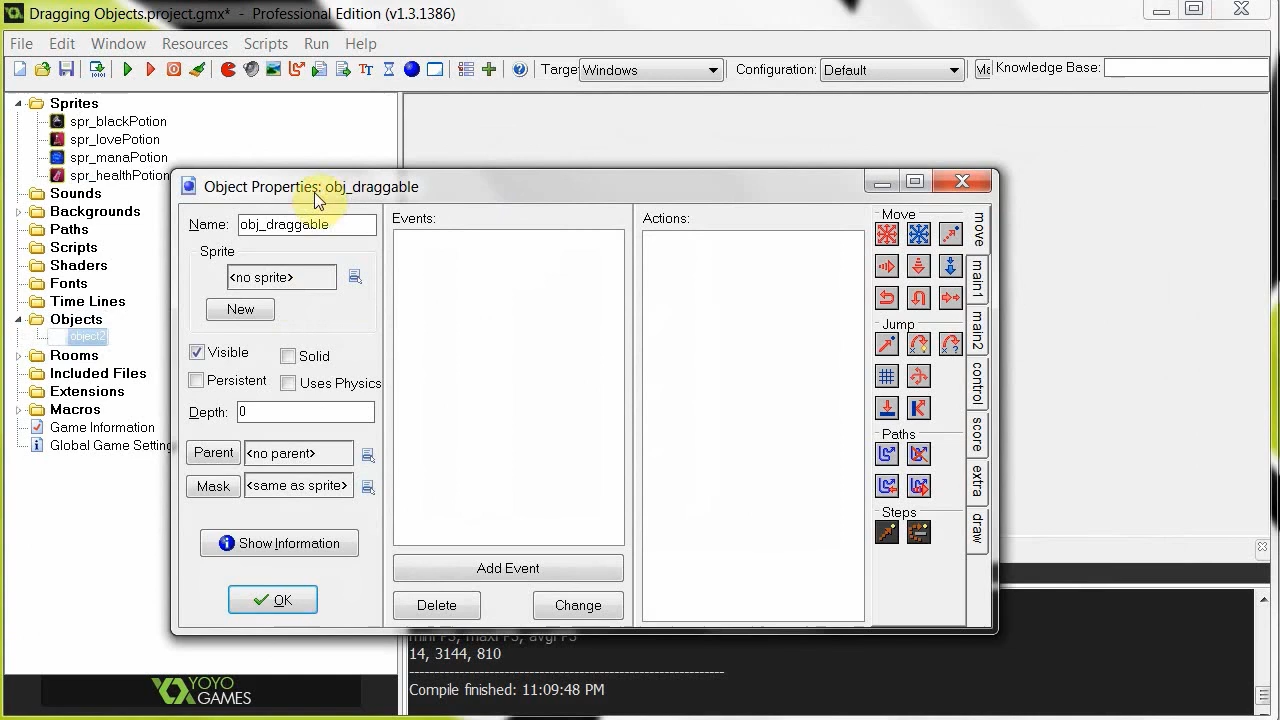 Dragging Objects.project.gmx* - Professional Edition (v1.3.1386)
File Edit Window Resources Scripts Run Help
Target Windows Configuration: Default Knowledge Base:
Sprites
spr_blackPotion
spr_lovePotion
spr_manaPotion
spr_healthPotion
Sounds
Backgrounds
Paths
Scripts
Shaders
Fonts
Time Lines
Objects
object2
Rooms
Included Files
Extensions
Macros
Game Information
Global Game Setting
YOYO
GAMES
Object Properties: obj_draggable
Name: obj_draggable
Sprite
<no sprite>
New
Visible
Solid
Persistent
Uses Physics
Depth: 0
Parent <no parent>
Mask <same as sprite>
Show Information
OK
Events:
Add Event
Delete Change
Actions:
Move
Jump
Paths
Steps
move
main1
main2
control
score
extra
draw
minFPS, maxFPS, avgFPS
14, 3144, 810
Compile finished: 11:09:48 PM